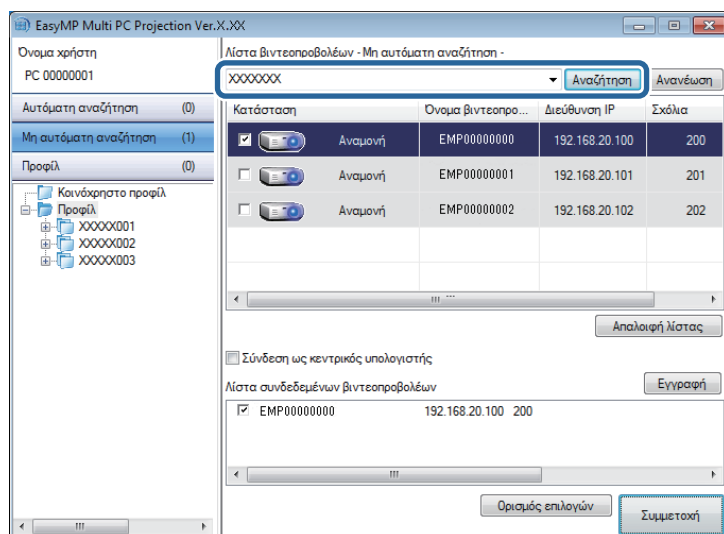 EasyMP Multi PC Projection Ver.X.XX
Όνομα χρήστη
PC 00000001
Αυτόματη αναζήτηση (0)
Μη αυτόματη αναζήτηση (1)
Προφίλ (0)
Κοινόχρηστο προφίλ
Προφίλ
XXXXX001
XXXXX002
XXXXX003
Λίστα βιντεοπροβολέων - Μη αυτόματη αναζήτηση -
XXXXXXX Αναζήτηση Ανανέωση
Κατάσταση Όνομα βιντεοπρο... Διεύθυνση IP Σχόλια
Αναμονή EMP00000000 192.168.20.100 200
Αναμονή EMP00000001 192.168.20.101 201
Αναμονή EMP00000002 192.168.20.102 202
Απαλοιφή λίστας
Σύνδεση ως κεντρικός υπολογιστής
Λίστα συνδεδεμένων βιντεοπροβολέων Εγγραφή
EMP00000000 192.168.20.100 200
Ορισμός επιλογών Συμμετοχή